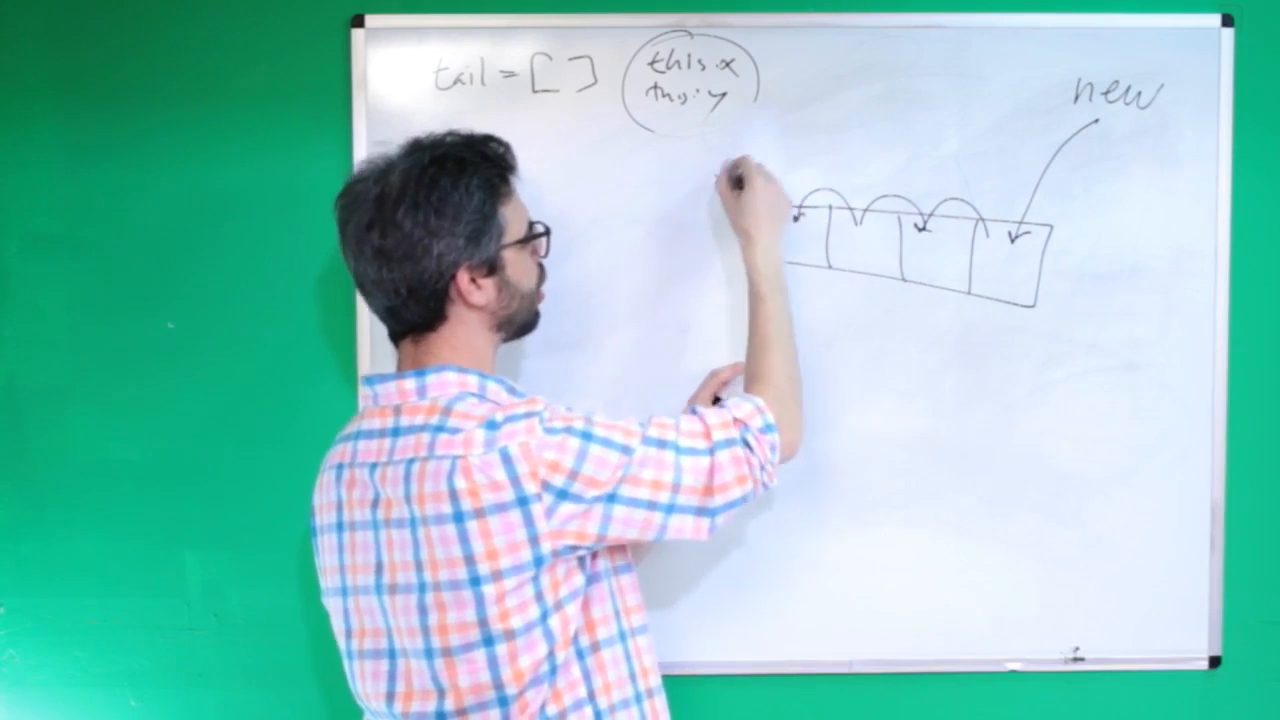 tail = [ ]
this.x
this.y
new